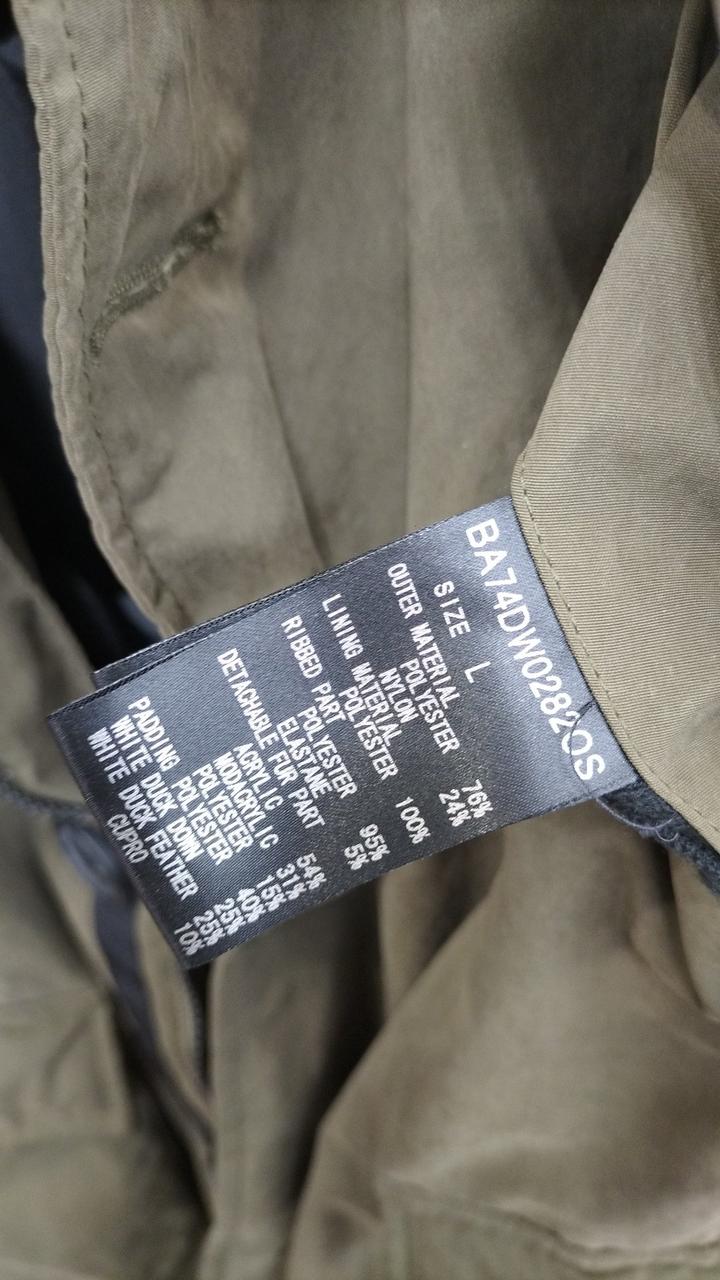 BA74DW0282OS
SIZE L
OUTER MATERIAL
NYLON 76%
POLYESTER 24%
LINING MATERIAL
POLYESTER 100%
RIBBED PART
POLYESTER 95%
ELASTANE 5%
DETACHABLE FUR PART
ACRYLIC 54%
MODACRYLIC 31%
POLYESTER 15%
PADDING
POLYESTER 40%
WHITE DUCK DOWN 25%
WHITE DUCK FEATHER 25%
CUPRO 10%